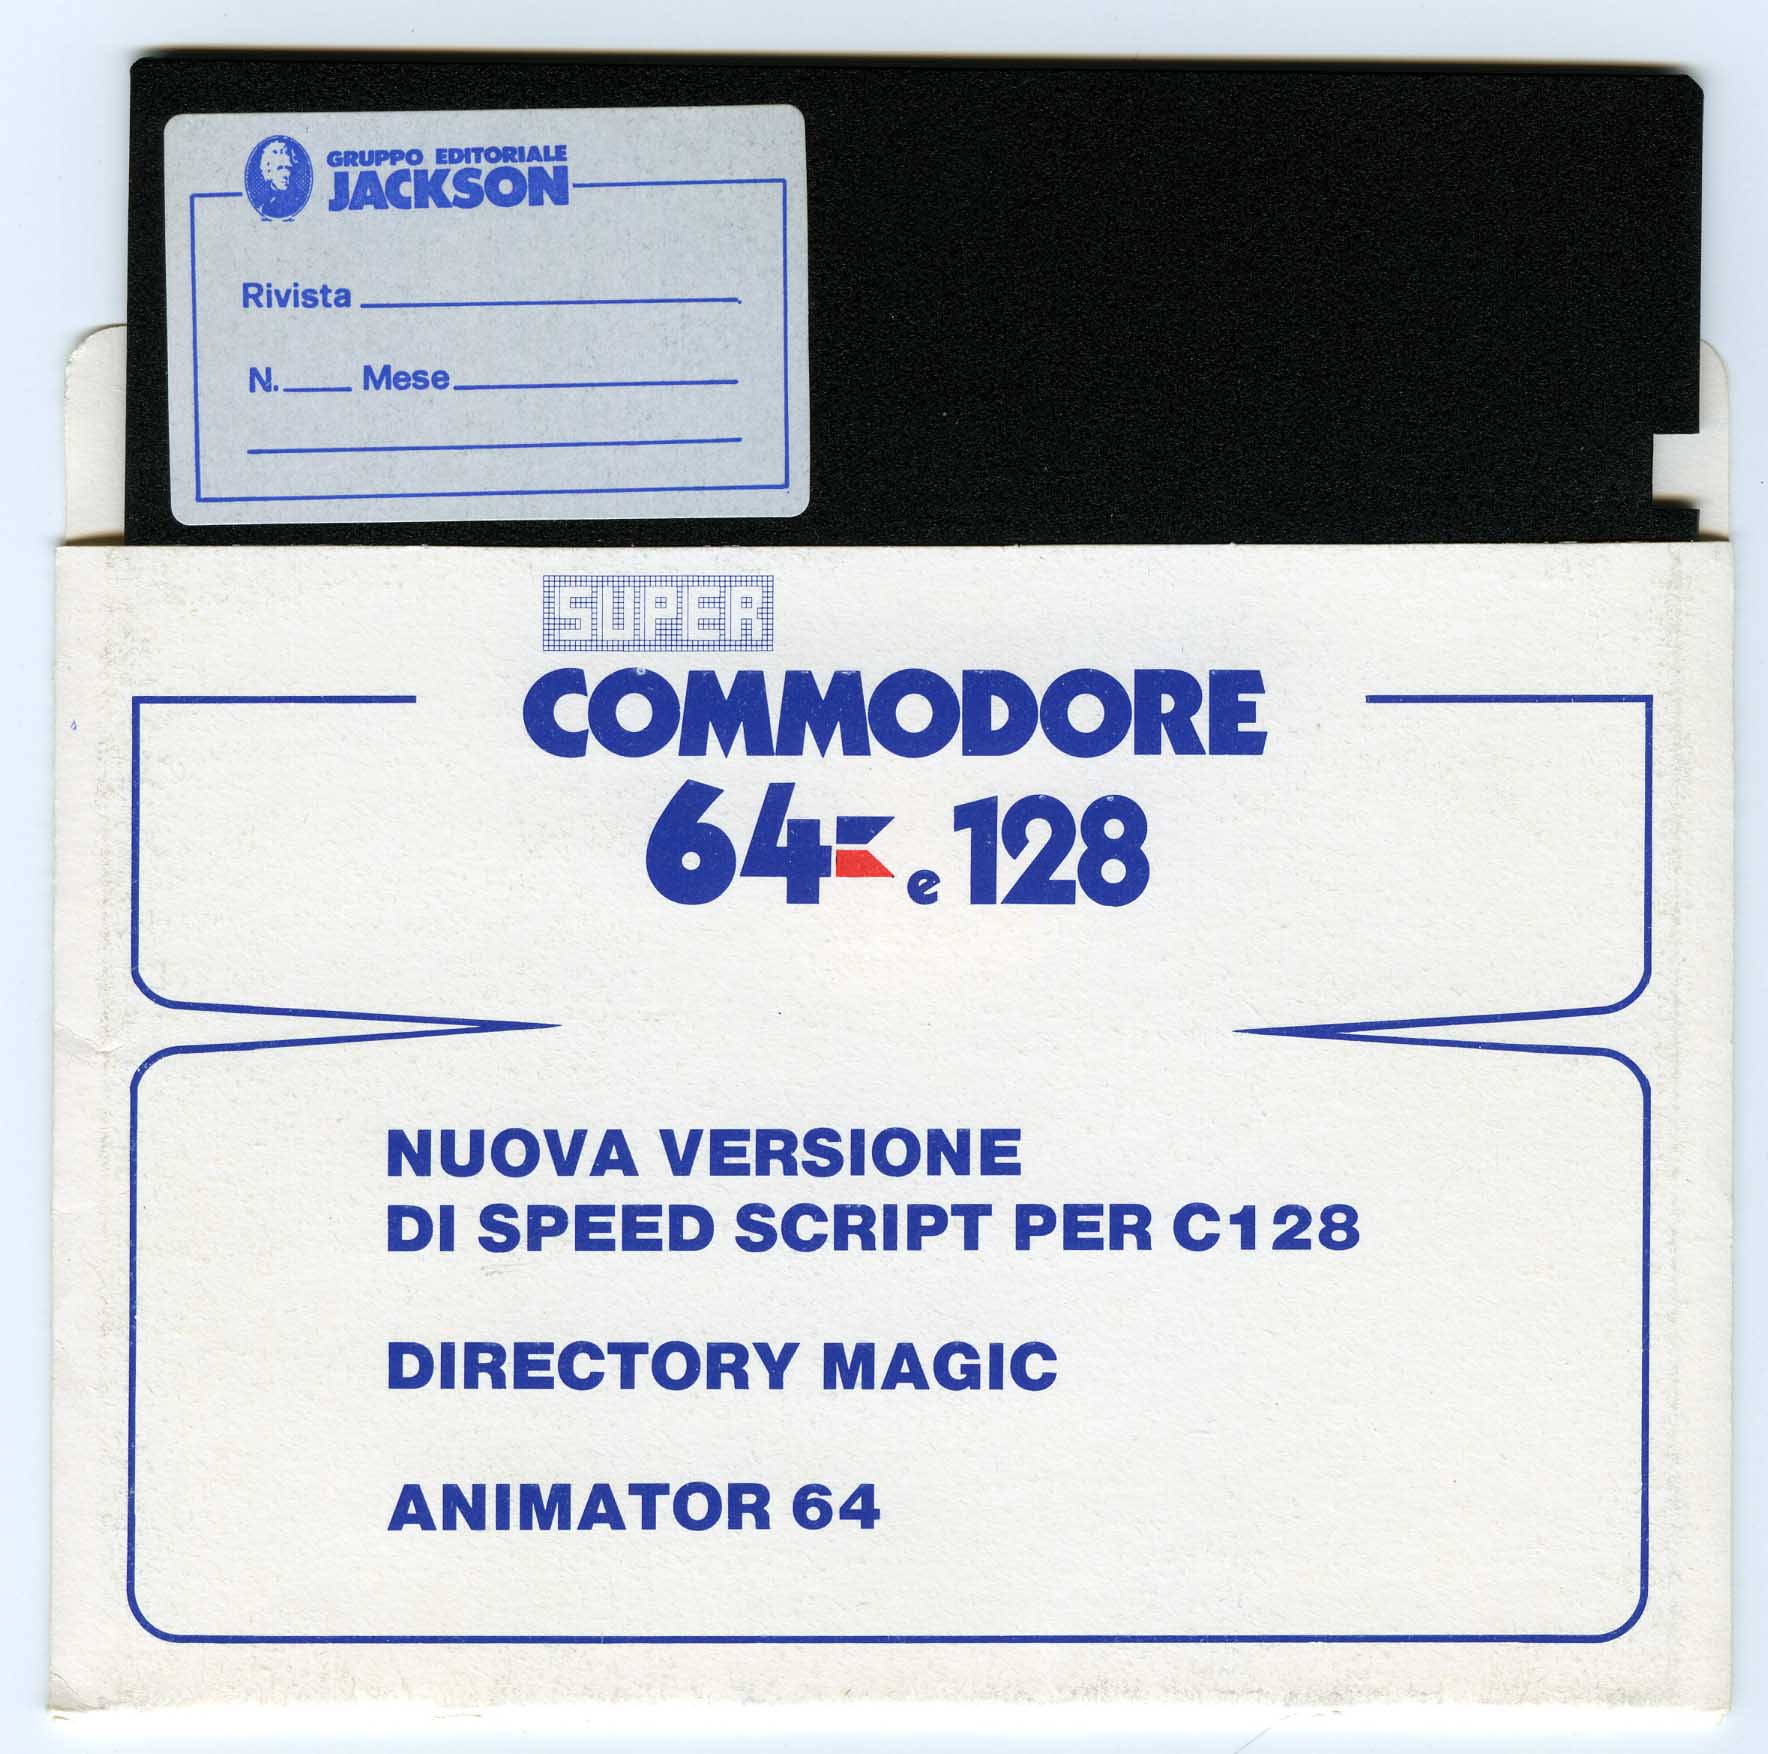 GRUPPO EDITORIALE
JACKSON
Rivista
N. Mese
SUPER
COMMODORE
64 e 128
NUOVA VERSIONE
DI SPEED SCRIPT PER C128
DIRECTORY MAGIC
ANIMATOR 64